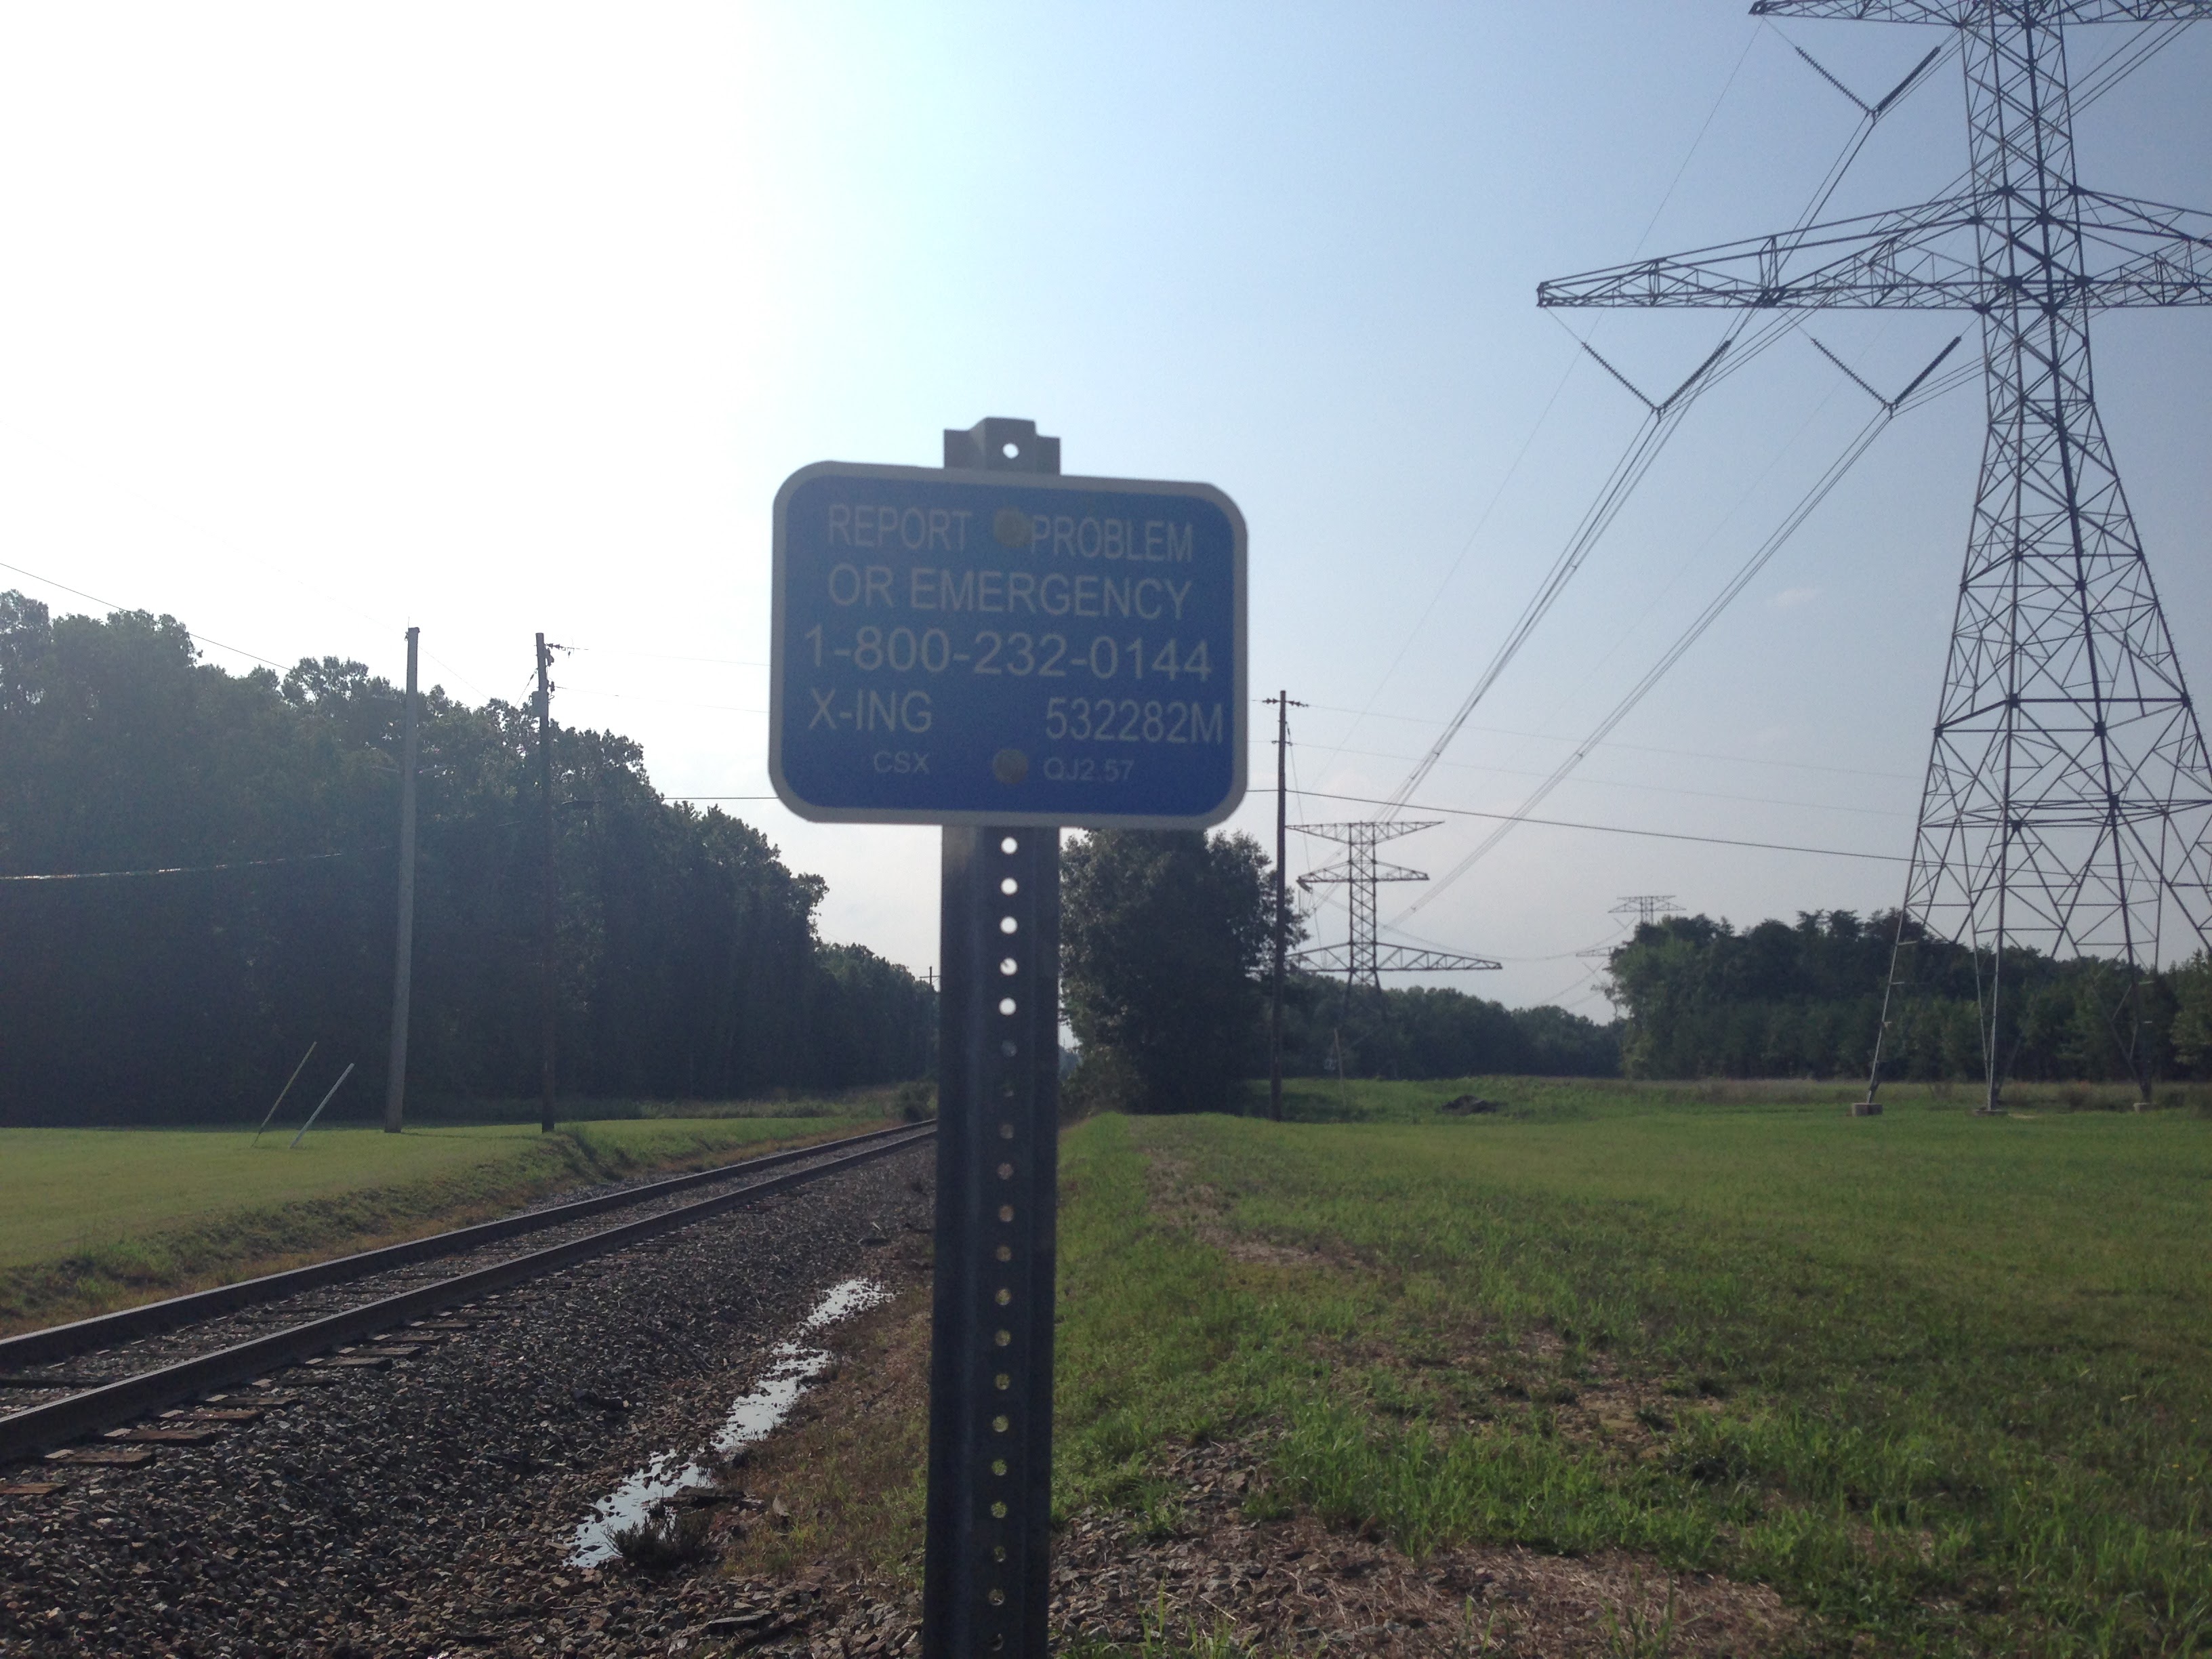 REPORT PROBLEM
OR EMERGENCY
1-800-232-0144
X-ING 532282M
CSX QJ2.57